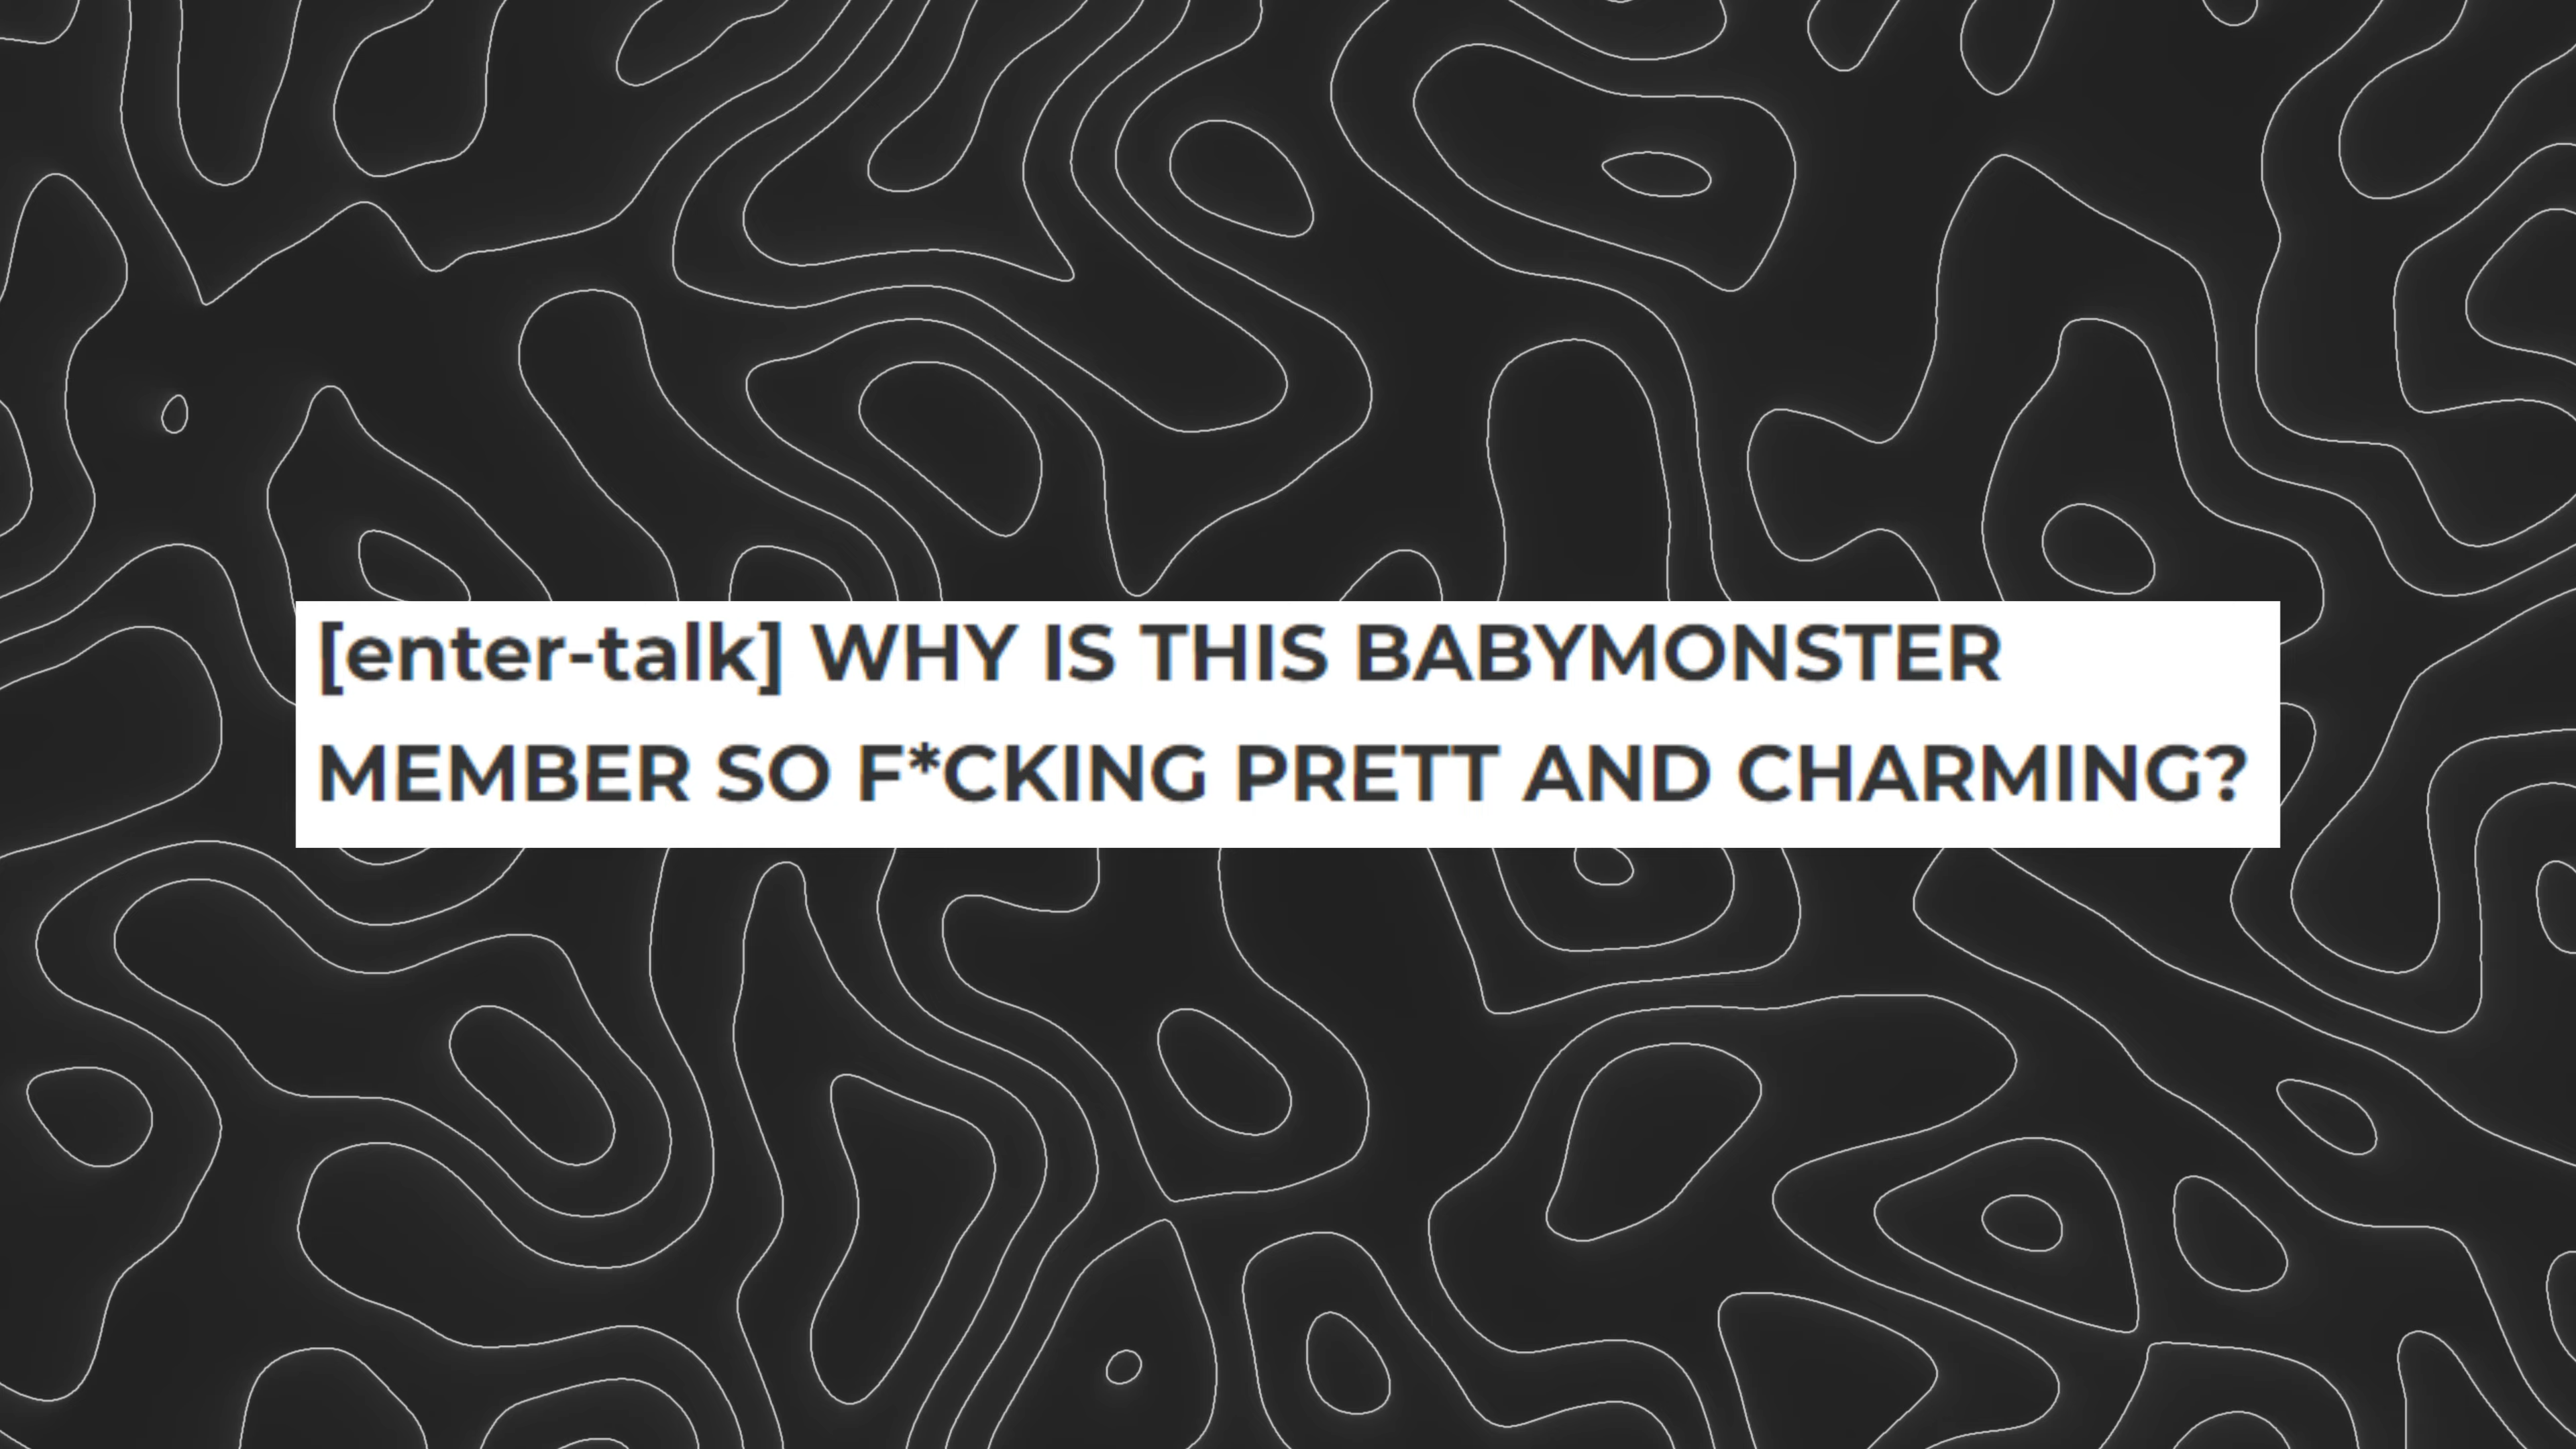 [enter-talk] WHY IS THIS BABYMONSTER
MEMBER SO F*CKING PRETT AND CHARMING?